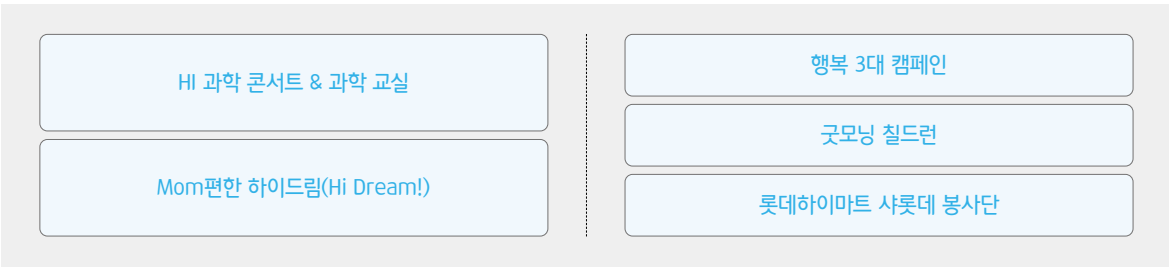 HI 과학 콘서트 & 과학 교실
Mom편한 하이드림(Hi Dream!)
행복 3대 캠페인
굿모닝 칠드런
롯데하이마트 샤롯데 봉사단